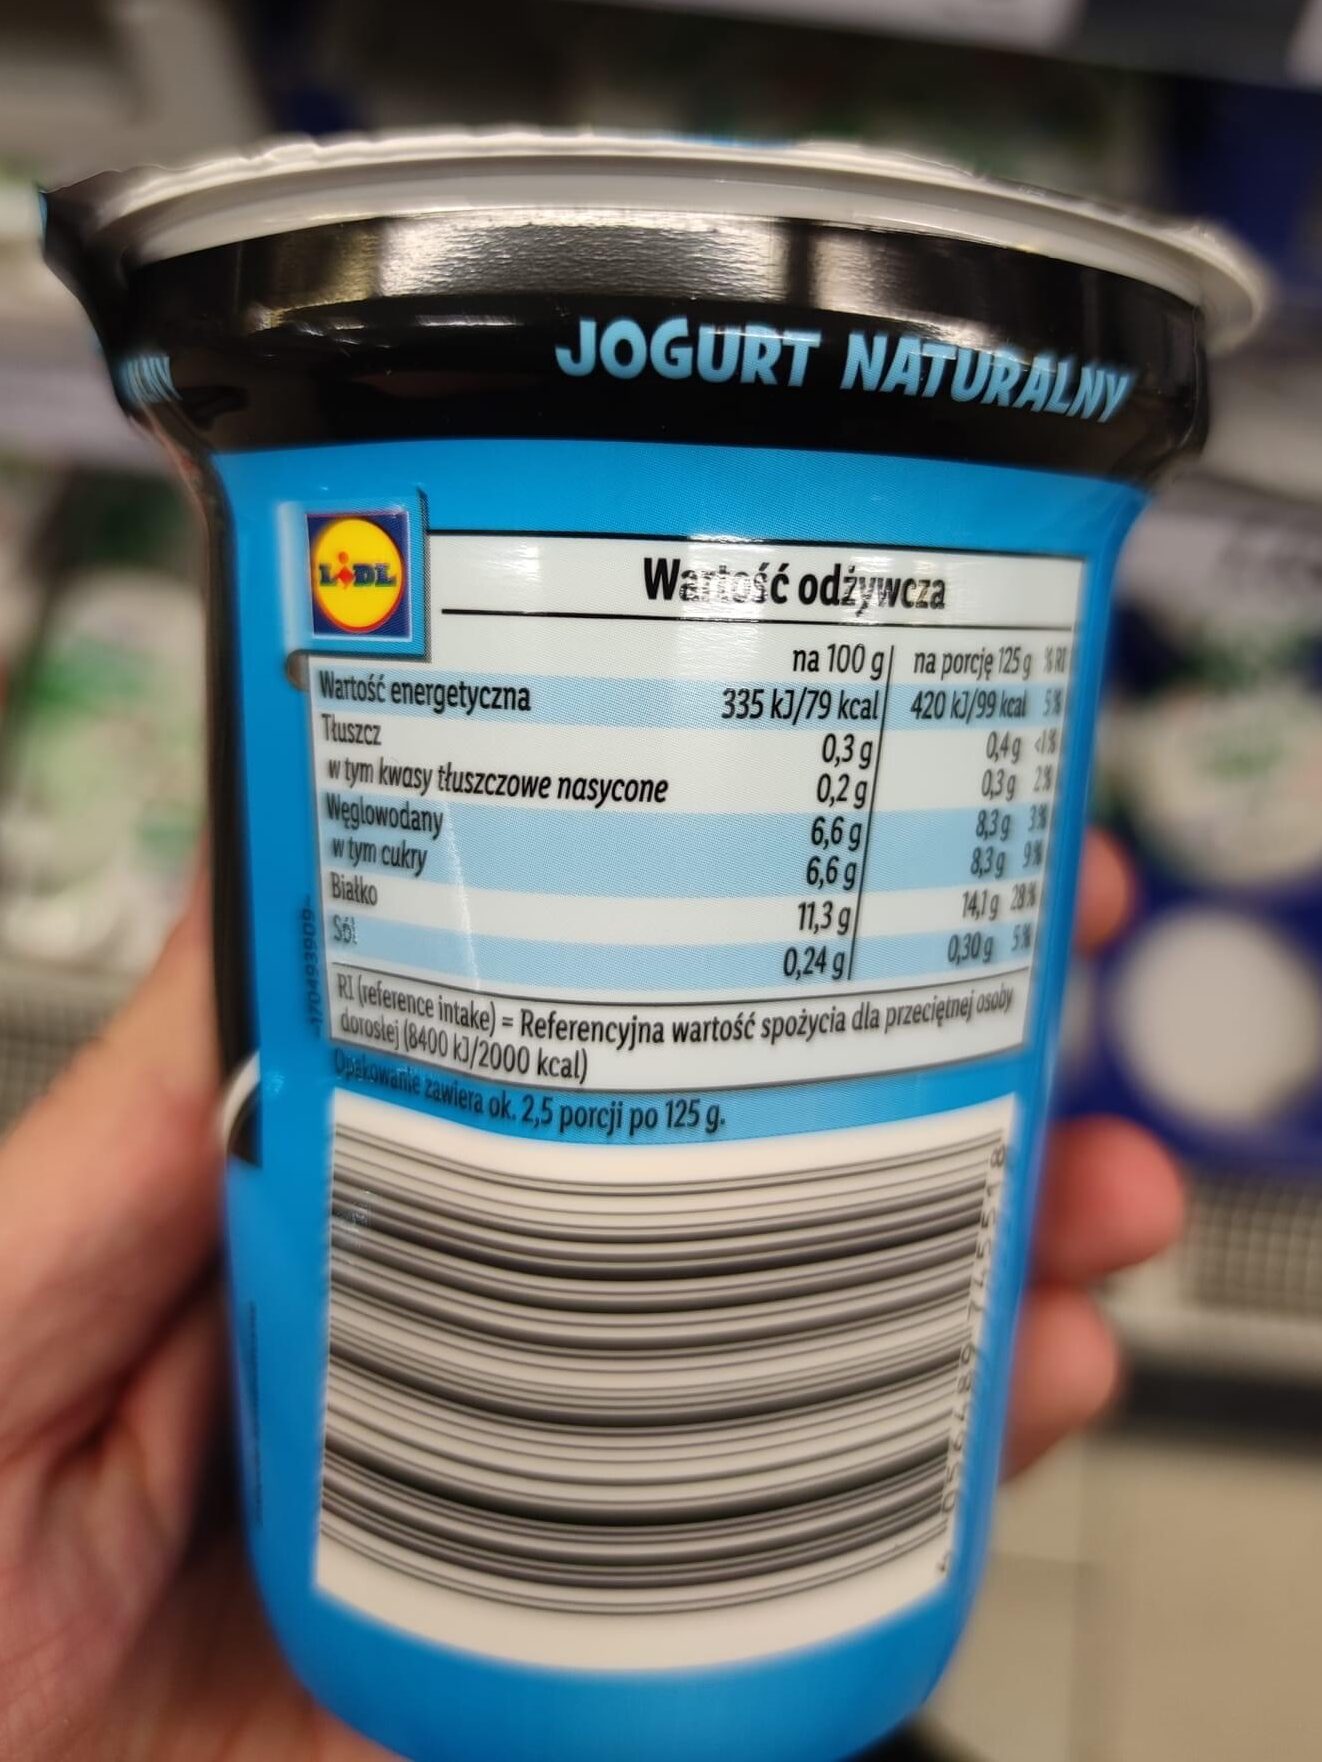 JOGURT NATURALNY
LIDL
Wartość odżywcza
na 100 g na porcję 125 g % RI
Wartość energetyczna 335 kJ/79 kcal 420 kJ/99 kcal 5%
Tłuszcz 0,3 g 0,4 g <1%
w tym kwasy tłuszczowe nasycone 0,2 g 0,3 g 2%
Węglowodany 6,6 g 8,3 g 3%
w tym cukry 6,6 g 8,3 g 9%
Białko 11,3 g 14,1 g 28%
Sól 0,24 g 0,30 g 5%
RI (reference intake) = Referencyjna wartość spożycia dla przeciętnej osoby
dorosłej (8400 kJ/2000 kcal)
Opakowanie zawiera ok. 2,5 porcji po 125 g.